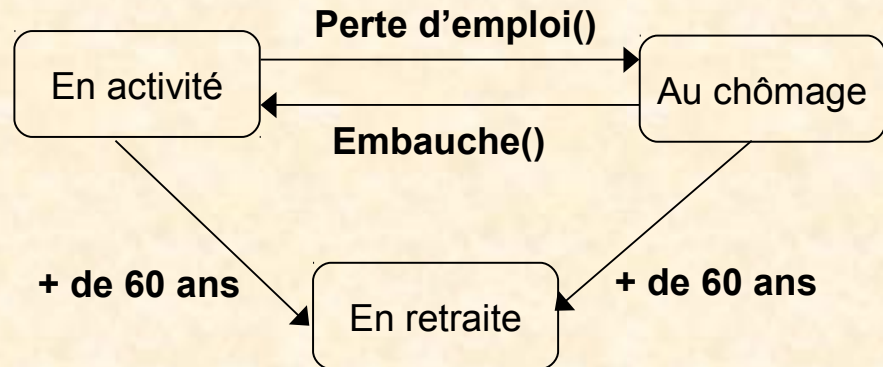 Perte d'emploi()
En activité
Au chômage
Embauche()
+ de 60 ans
+ de 60 ans
En retraite